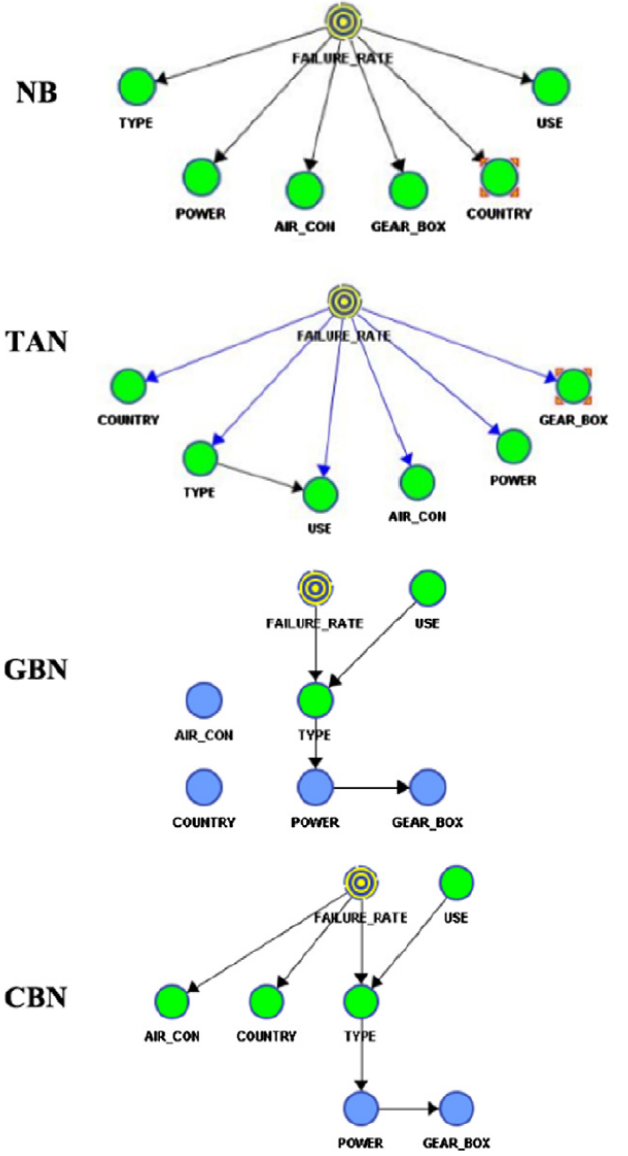 FAILURE_RATE
NB
TYPE
USE
POWER
AIR_CON
GEAR_BOX
COUNTRY
TAN
FAILURE_RATE
COUNTRY
GEAR_BOX
TYPE
POWER
USE
AIR_CON
FAILURE_RATE
USE
GBN
AIR_CON
TYPE
COUNTRY
POWER
GEAR_BOX
FAILURE_RATE
USE
CBN
AIR_CON
COUNTRY
TYPE
POWER
GEAR_BOX